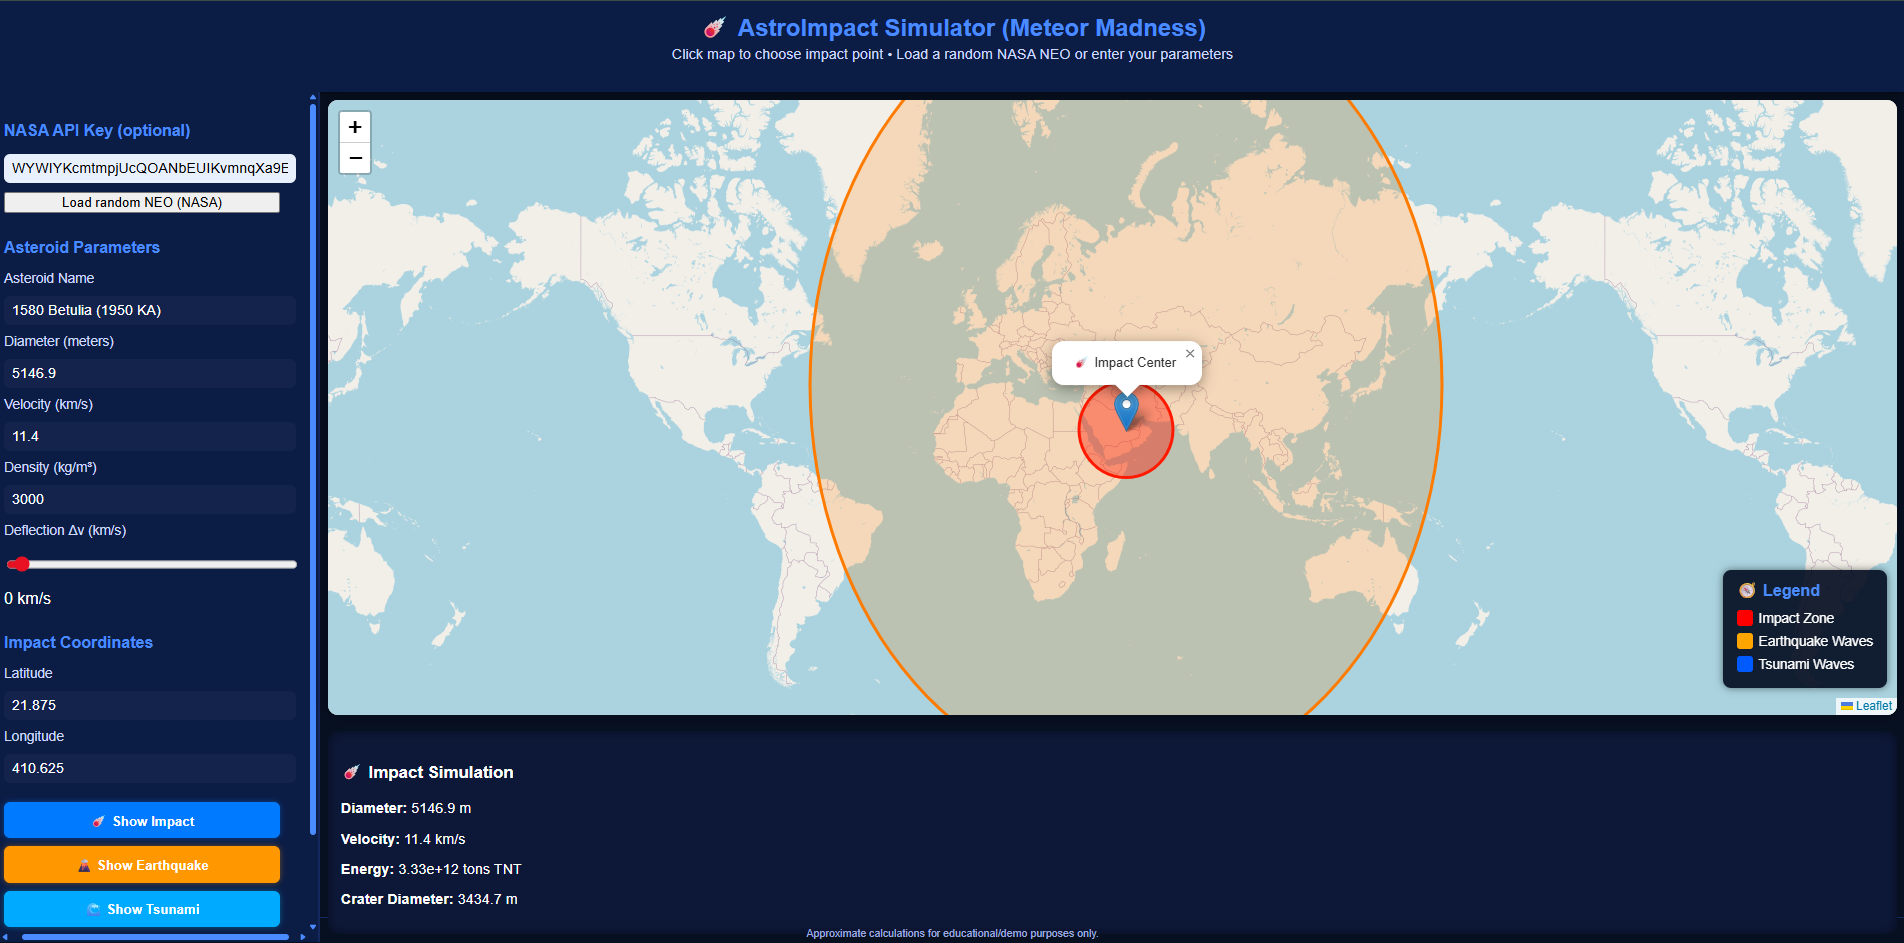 AstroImpact Simulator (Meteor Madness)
Click map to choose impact point • Load a random NASA NEO or enter your parameters
NASA API Key (optional)
WYWIYKcmtmpjUcQOANbEUIKvmnqXa9E
Load random NEO (NASA)
Asteroid Parameters
Asteroid Name
1580 Betulia (1950 KA)
Diameter (meters)
5146.9
Velocity (km/s)
11.4
Density (kg/m³)
3000
Deflection Δv (km/s)
0 km/s
Impact Coordinates
Latitude
21.875
Longitude
410.625
Show Impact
Show Earthquake
Show Tsunami
+
−
Impact Center
×
Legend
Impact Zone
Earthquake Waves
Tsunami Waves
Leaflet
Impact Simulation
Diameter: 5146.9 m
Velocity: 11.4 km/s
Energy: 3.33e+12 tons TNT
Crater Diameter: 3434.7 m
Approximate calculations for educational/demo purposes only.